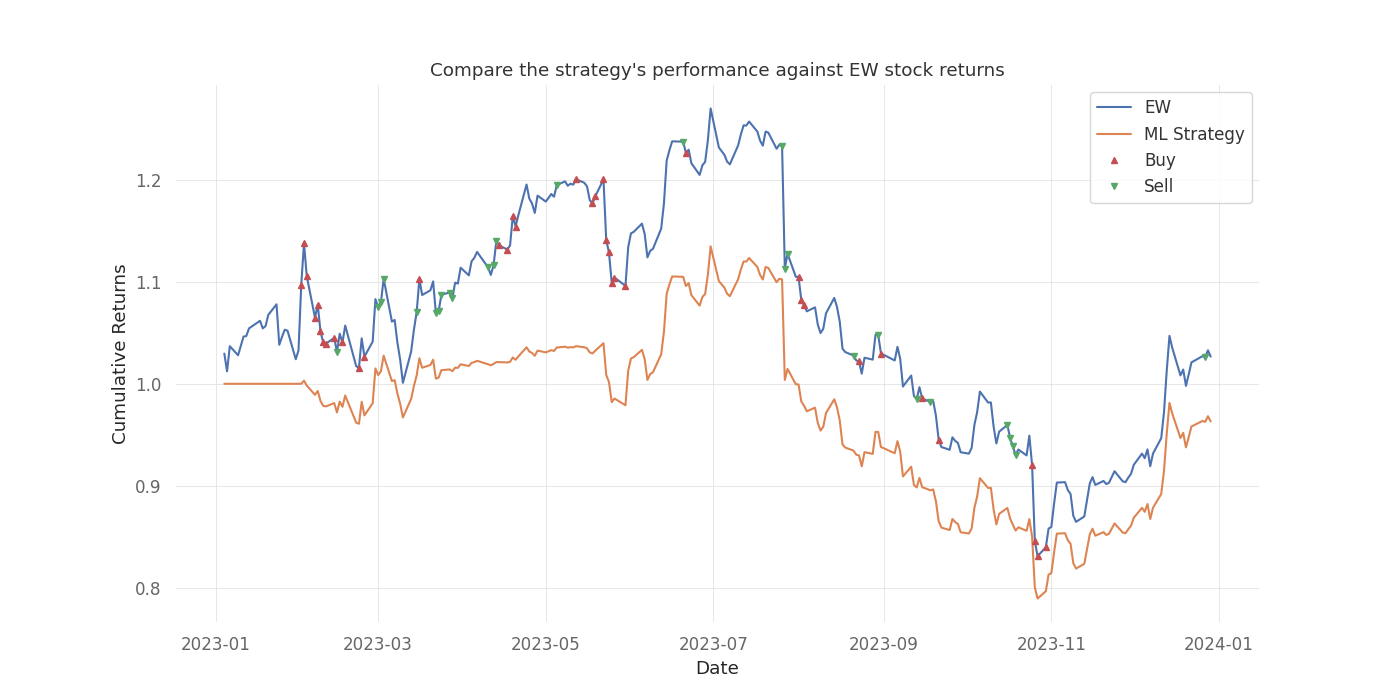 Compare the strategy's performance against EW stock returns
EW
ML Strategy
Buy
Sell
Cumulative Returns
1.2
1.1
1.0
0.9
0.8
2023-01
2023-03
2023-05
2023-07
2023-09
2023-11
2024-01
Date